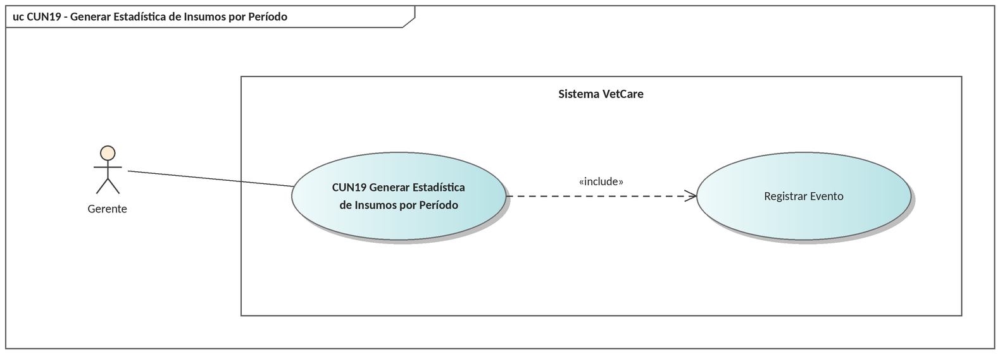 uc CUN19 - Generar Estadística de Insumos por Período
Sistema VetCare
CUN19 Generar Estadística
de Insumos por Período
«include»
Registrar Evento
Gerente